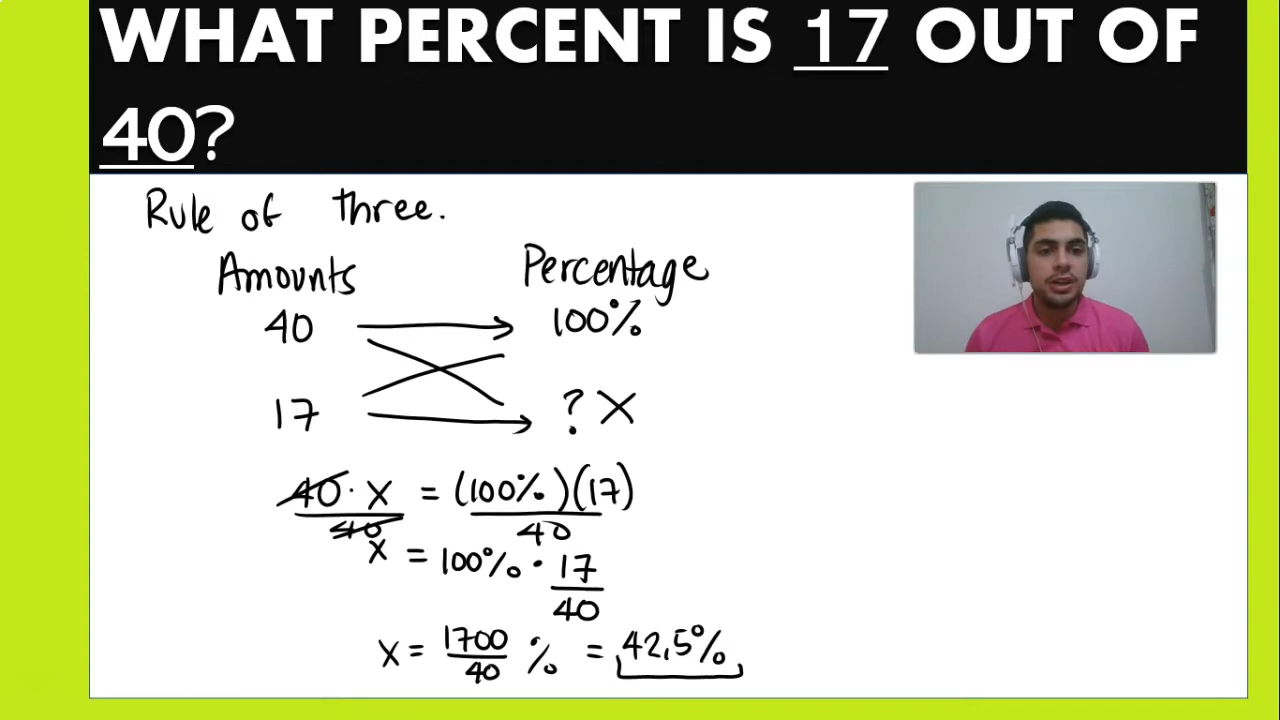 WHAT PERCENT IS 17 OUT OF
40?
Rule of three.
Amounts Percentage
40 100%
17 ? X
40 · X = (100%)(17)
40 40
X = 100% · 17
40
X = 1700 % = 42,5%
40